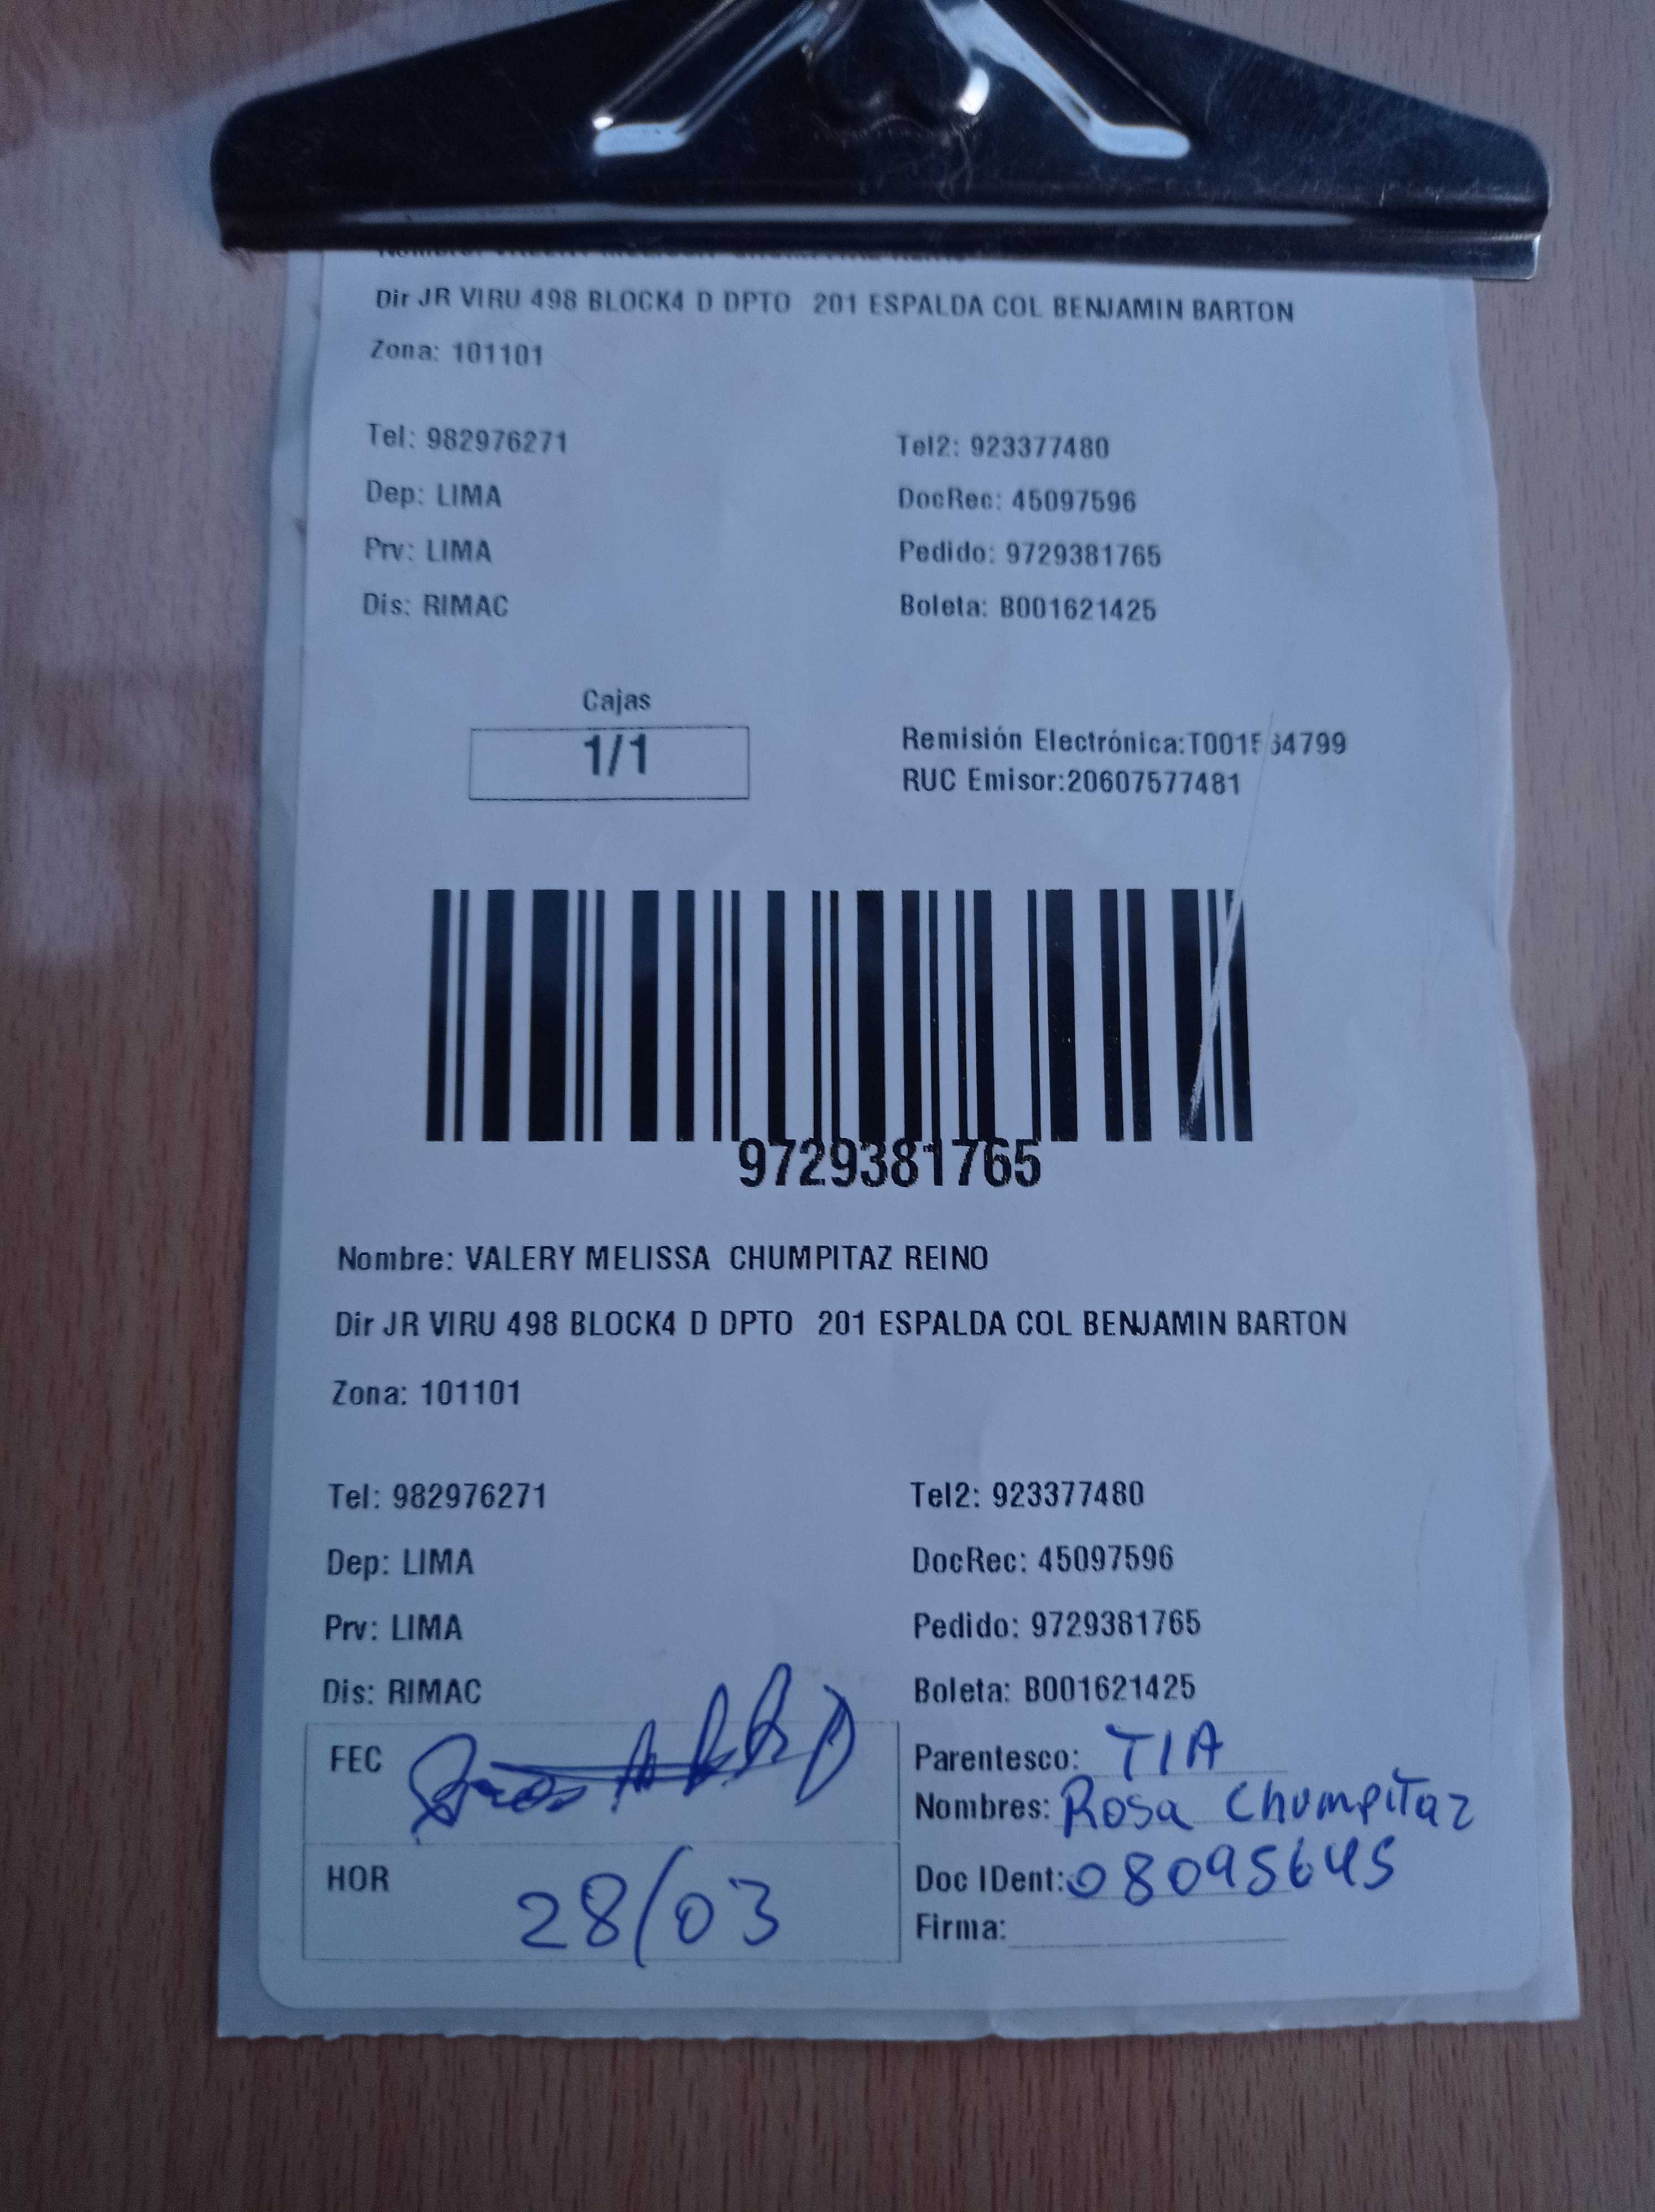 Dir JR VIRU 498 BLOCK4 D DPTO 201 ESPALDA COL BENJAMIN BARTON
Zona: 101101
Tel: 982976271 Tel2: 923377480
Dep: LIMA DocRec: 45097596
Prv: LIMA Pedido: 9729381765
Dis: RIMAC Boleta: B001621425
Cajas
1/1
Remisión Electrónica:
RUC Emisor:20607577481
9729381765
Nombre: VALERY MELISSA CHUMPITAZ REINO
Dir JR VIRU 498 BLOCK4 D DPTO 201 ESPALDA COL BENJAMIN BARTON
Zona: 101101
Tel: 982976271 Tel2: 923377480
Dep: LIMA DocRec: 45097596
Prv: LIMA Pedido: 9729381765
Dis: RIMAC Boleta: B001621425
FEC
Parentesco: TIA
Nombres: Rosa Chumpitaz
HOR 28/03
Doc IDent: 08095645
Firma: